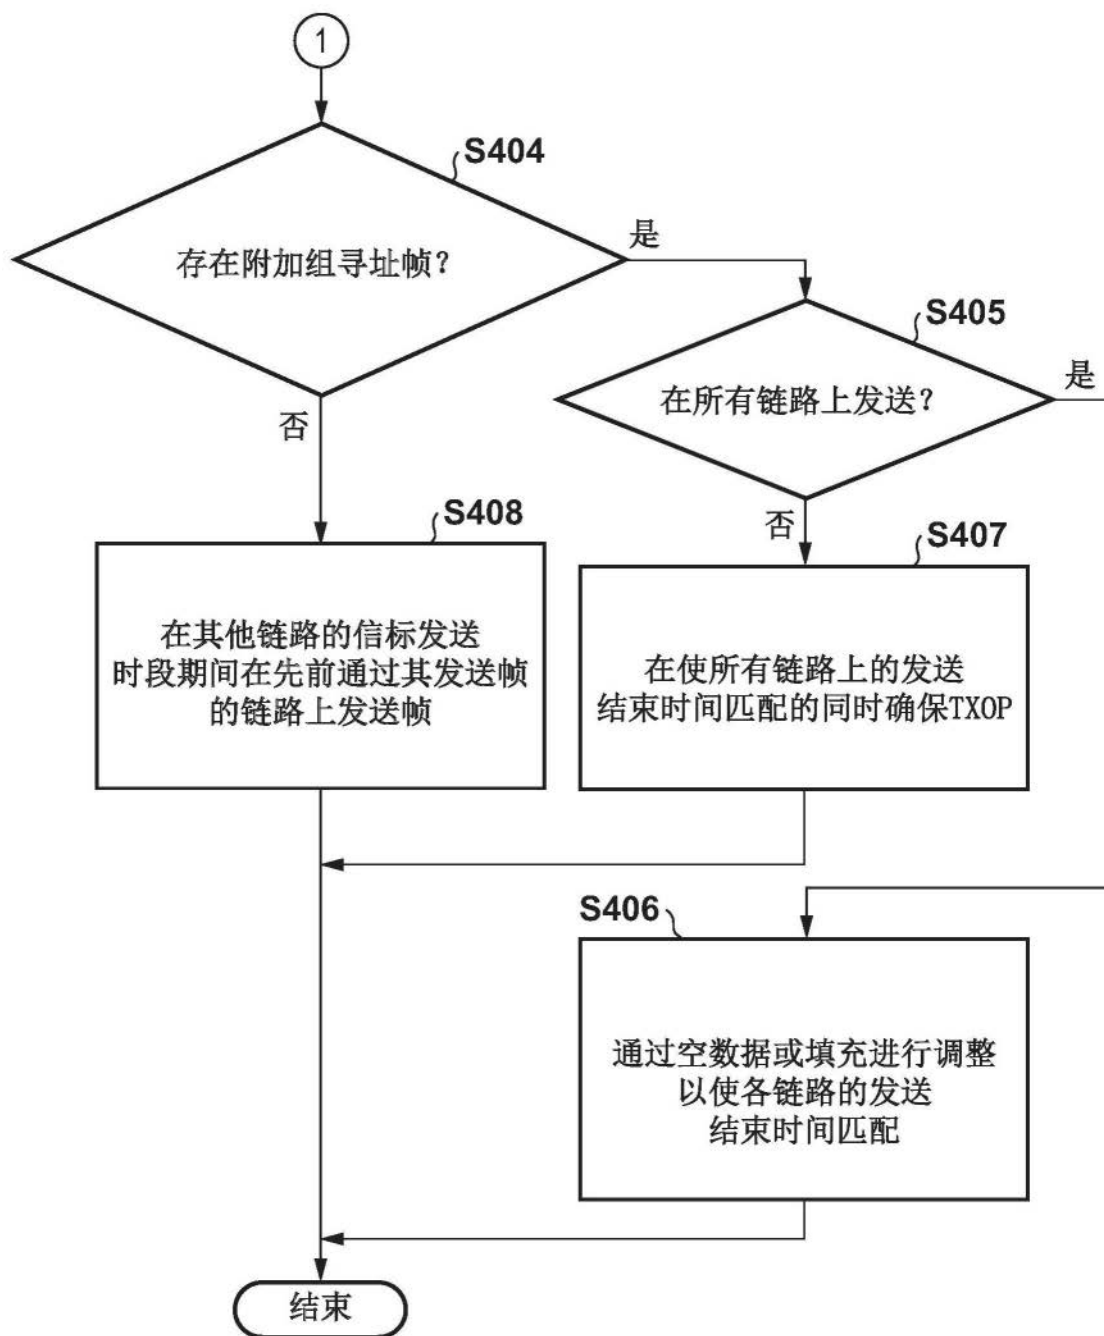 1
S404
存在附加组寻址帧？
是
S405
在所有链路上发送？
是
否
否
S408
在其他链路的信标发送
时段期间在先前通过其发送帧
的链路上发送帧
S407
在使所有链路上的发送
结束时间匹配的同时确保TXOP
S406
通过空数据或填充进行调整
以使各链路的发送
结束时间匹配
结束